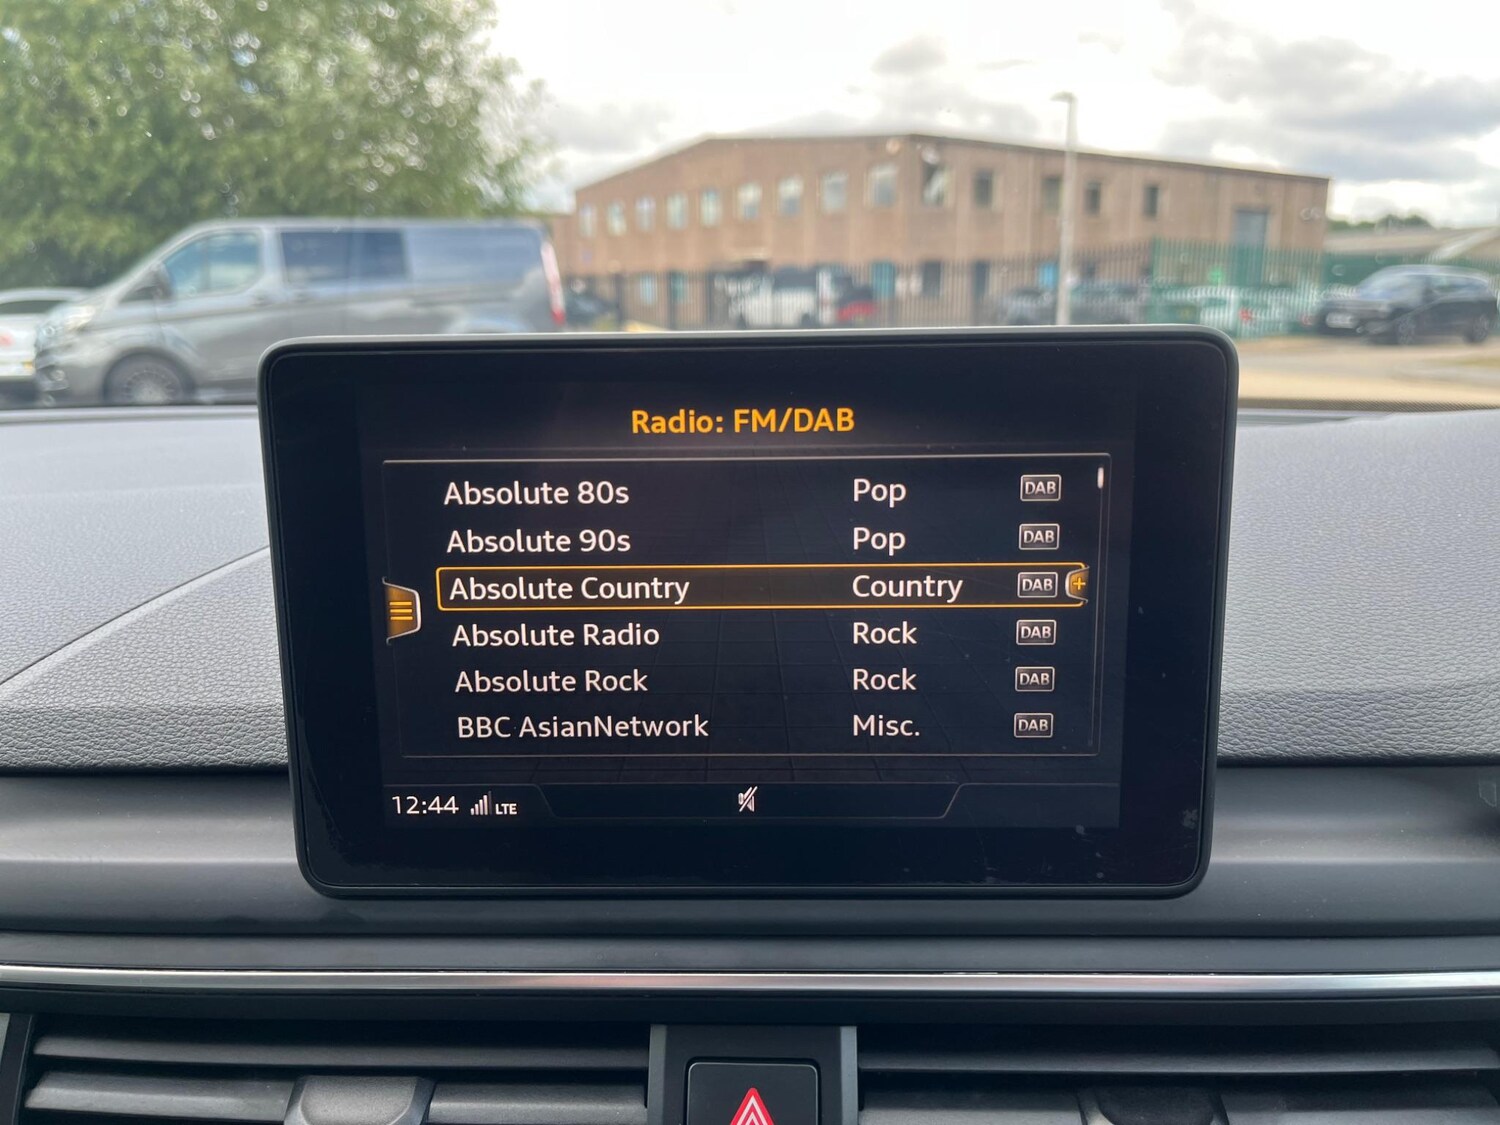 Radio: FM/DAB
Absolute 80s Pop DAB
Absolute 90s Pop DAB
Absolute Country Country DAB +
Absolute Radio Rock DAB
Absolute Rock Rock DAB
BBC AsianNetwork Misc. DAB
12:44 LTE